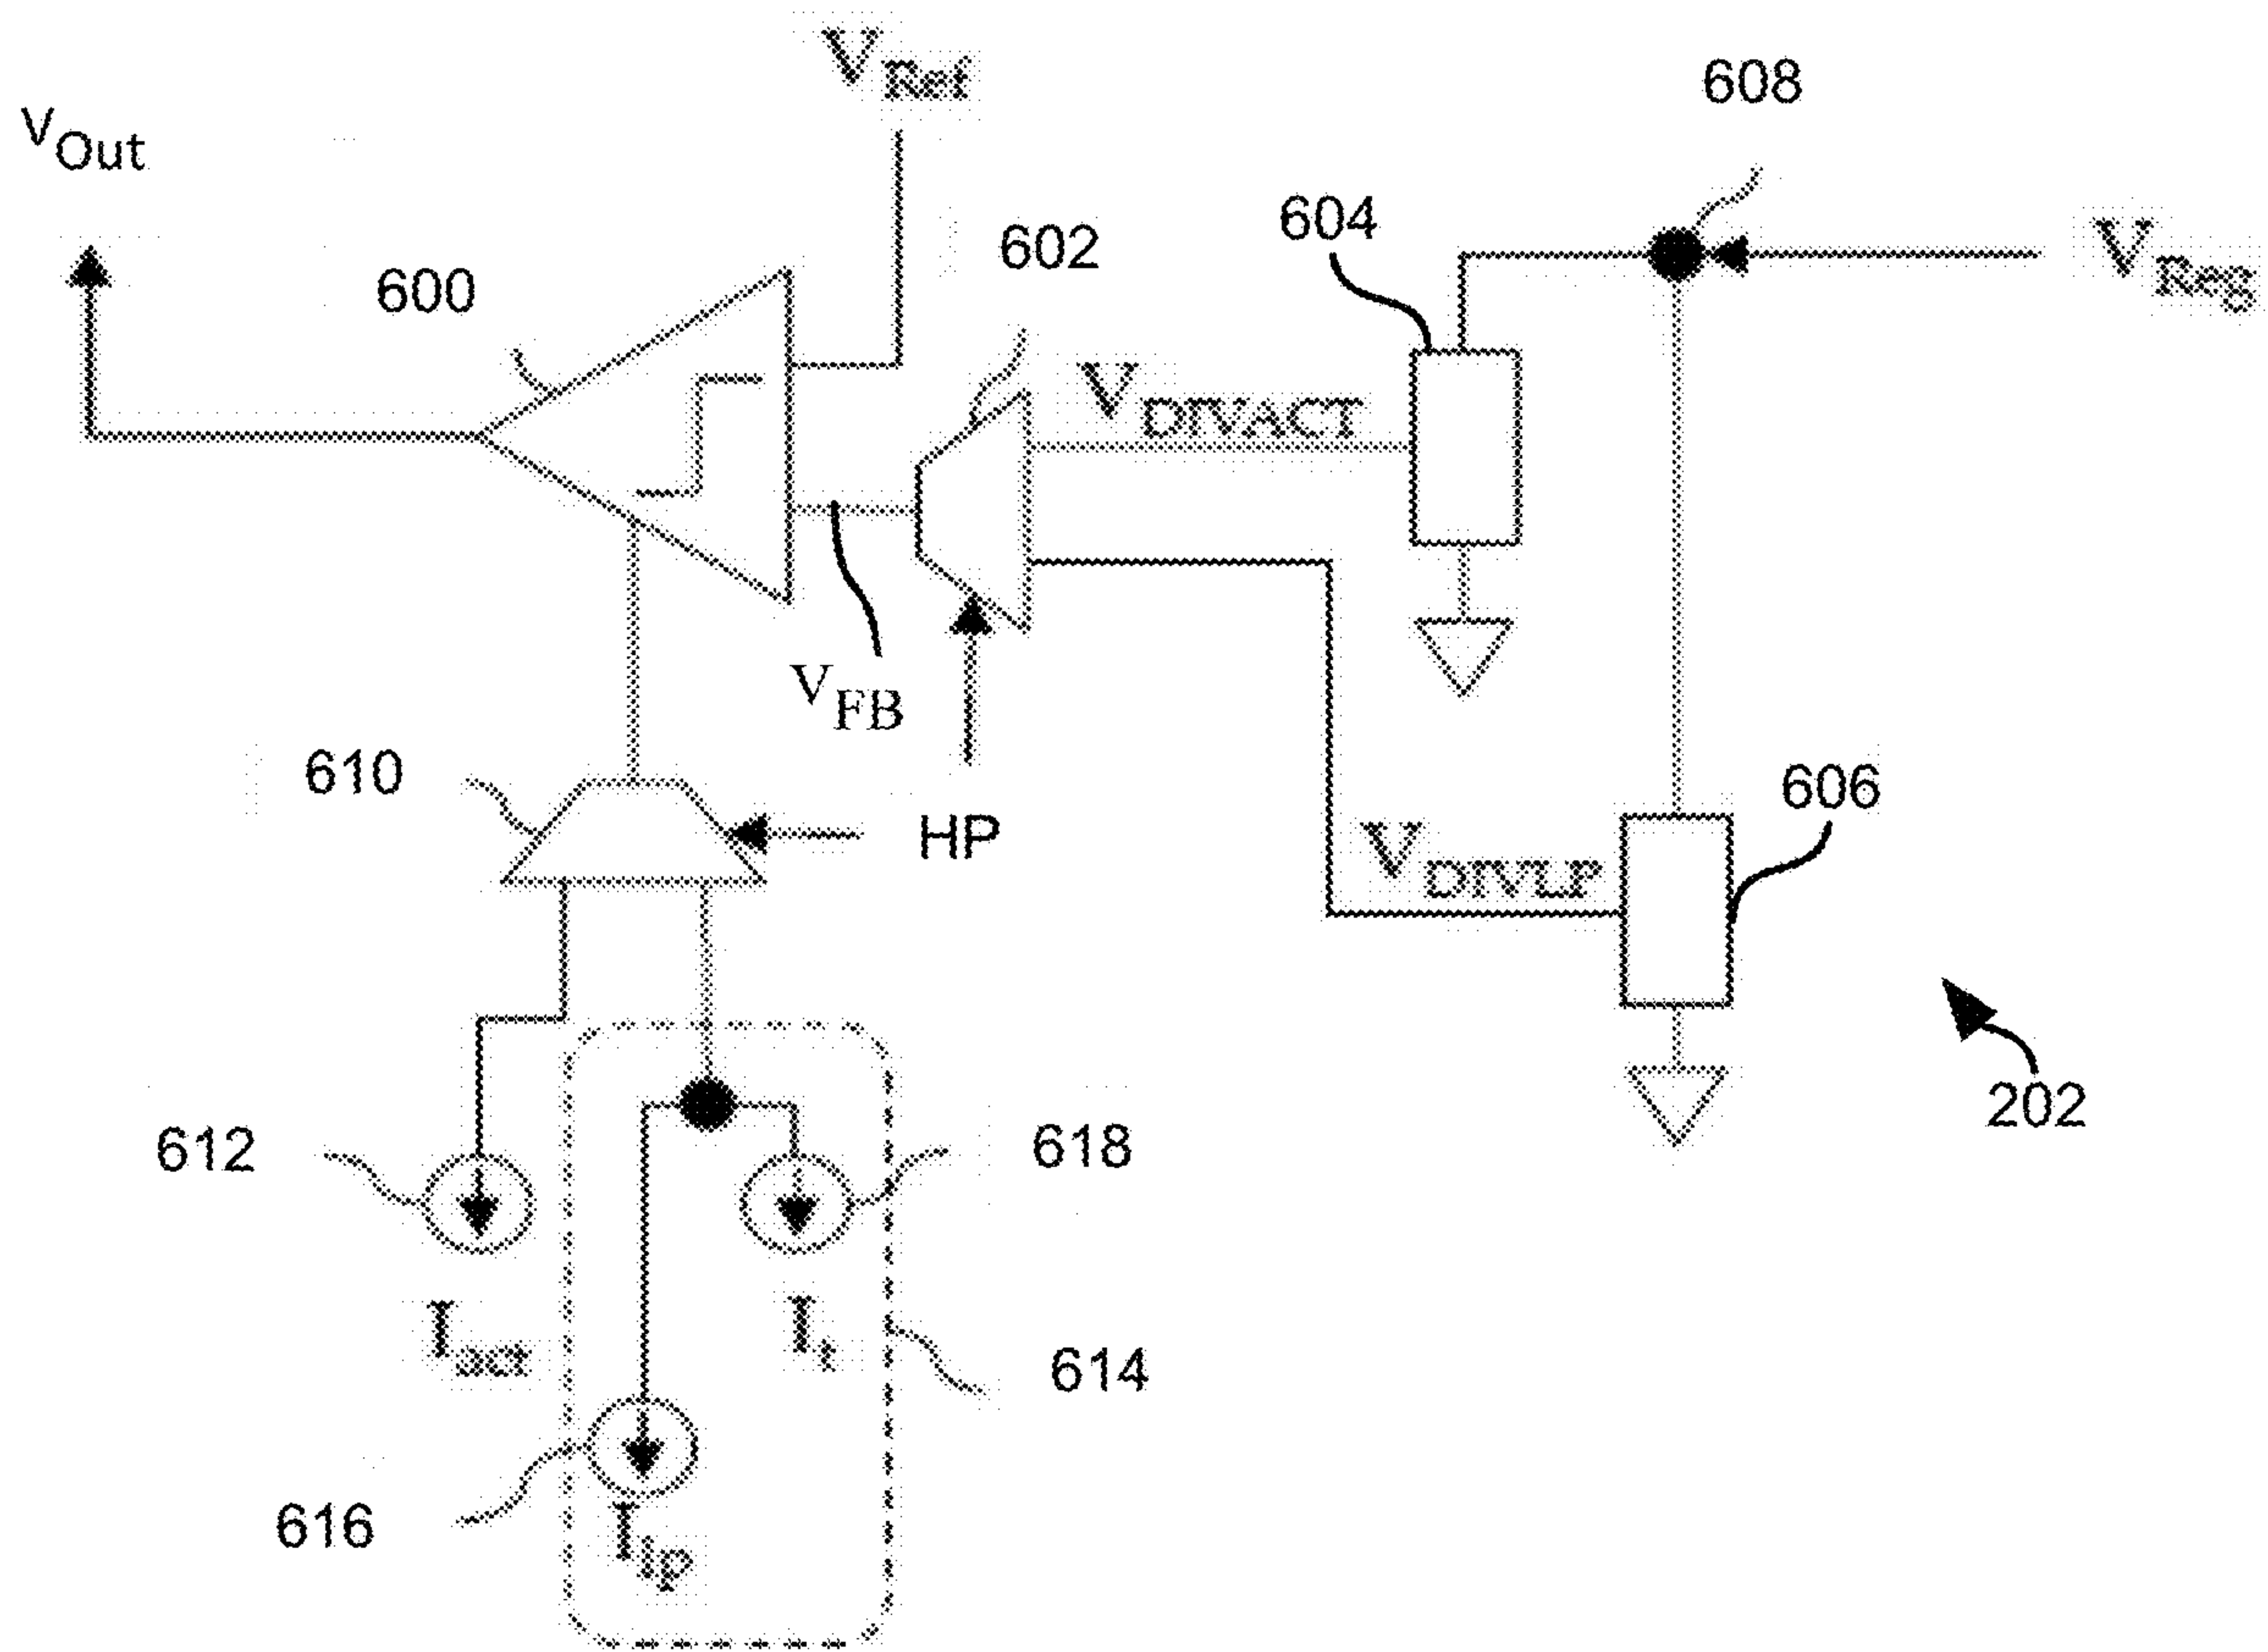 V_Ref
608
V_Out
604
602
V_Reg
600
V_DIVACT
V_FB
610
606
HP
V_DIVLP
202
612
618
I_act
I_t
614
616
I_lp